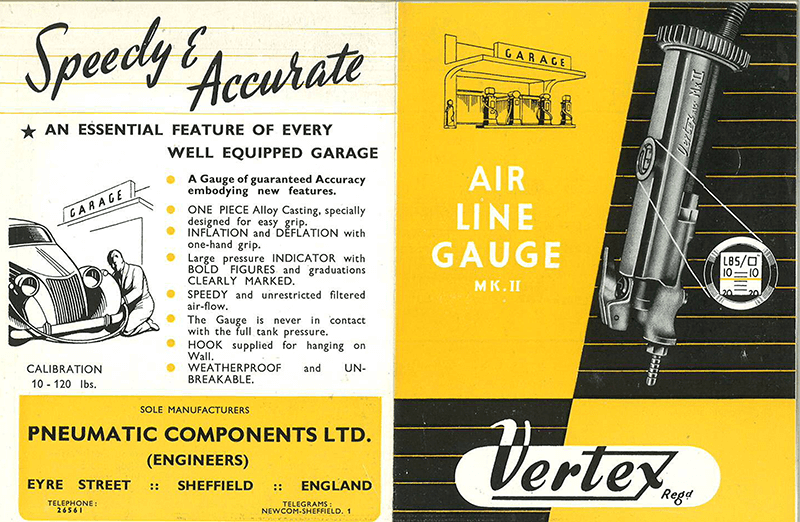 Speedy &
Accurate
★ AN ESSENTIAL FEATURE OF EVERY
WELL EQUIPPED GARAGE
GARAGE
CALIBRATION
10 - 120 lbs.
A Gauge of guaranteed Accuracy
embodying new features.
ONE PIECE Alloy Casting, specially
designed for easy grip.
INFLATION and DEFLATION with
one-hand grip.
Large pressure INDICATOR with
BOLD FIGURES and graduations
CLEARLY MARKED.
SPEEDY and unrestricted filtered
air-flow.
The Gauge is never in contact
with the full tank pressure.
HOOK supplied for hanging on
Wall.
WEATHERPROOF and UN-
BREAKABLE.
SOLE MANUFACTURERS
PNEUMATIC COMPONENTS LTD.
(ENGINEERS)
EYRE STREET :: SHEFFIELD :: ENGLAND
TELEPHONE:
26561
TELEGRAMS:
NEWCOM-SHEFFIELD. 1
GARAGE
AIR
LINE
GAUGE
MK. II
Vertex Mk II
LBS/□"
10 10
20 20
Vertex
Regd